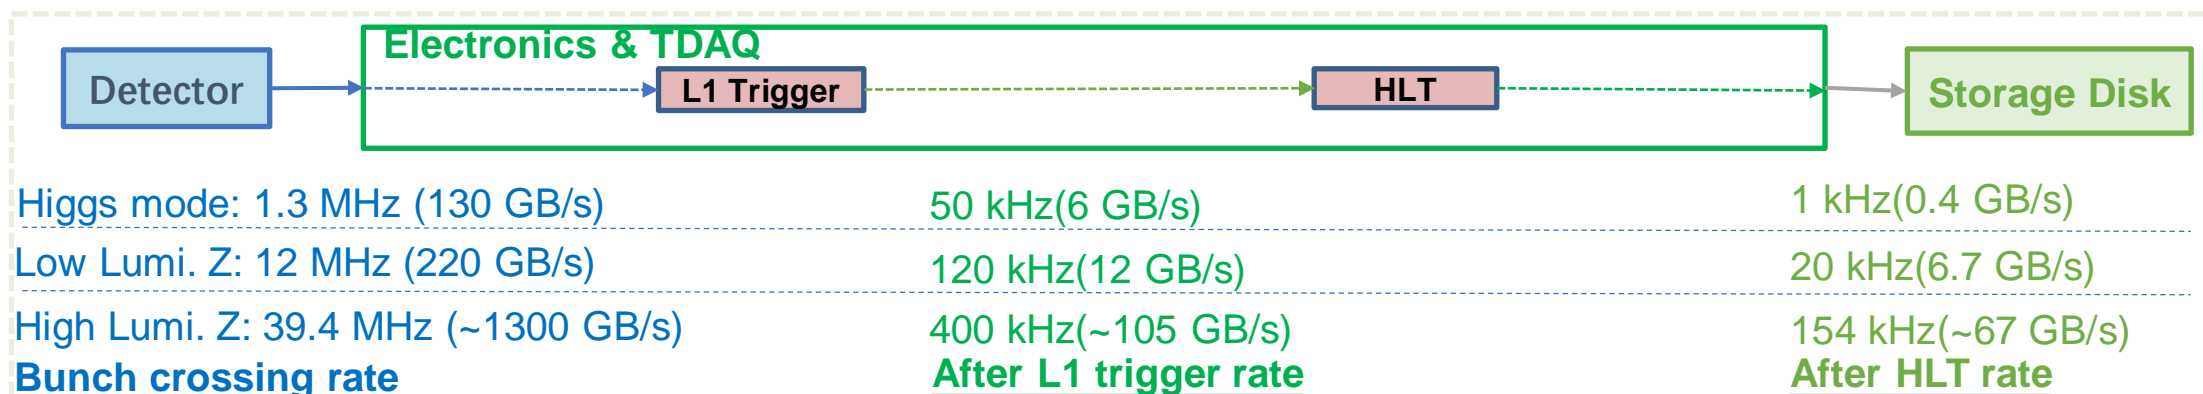 Electronics & TDAQ
Detector
L1 Trigger
HLT
Storage Disk
Higgs mode: 1.3 MHz (130 GB/s)
50 kHz(6 GB/s)
1 kHz(0.4 GB/s)
Low Lumi. Z: 12 MHz (220 GB/s)
120 kHz(12 GB/s)
20 kHz(6.7 GB/s)
High Lumi. Z: 39.4 MHz (~1300 GB/s)
400 kHz(~105 GB/s)
154 kHz(~67 GB/s)
Bunch crossing rate
After L1 trigger rate
After HLT rate